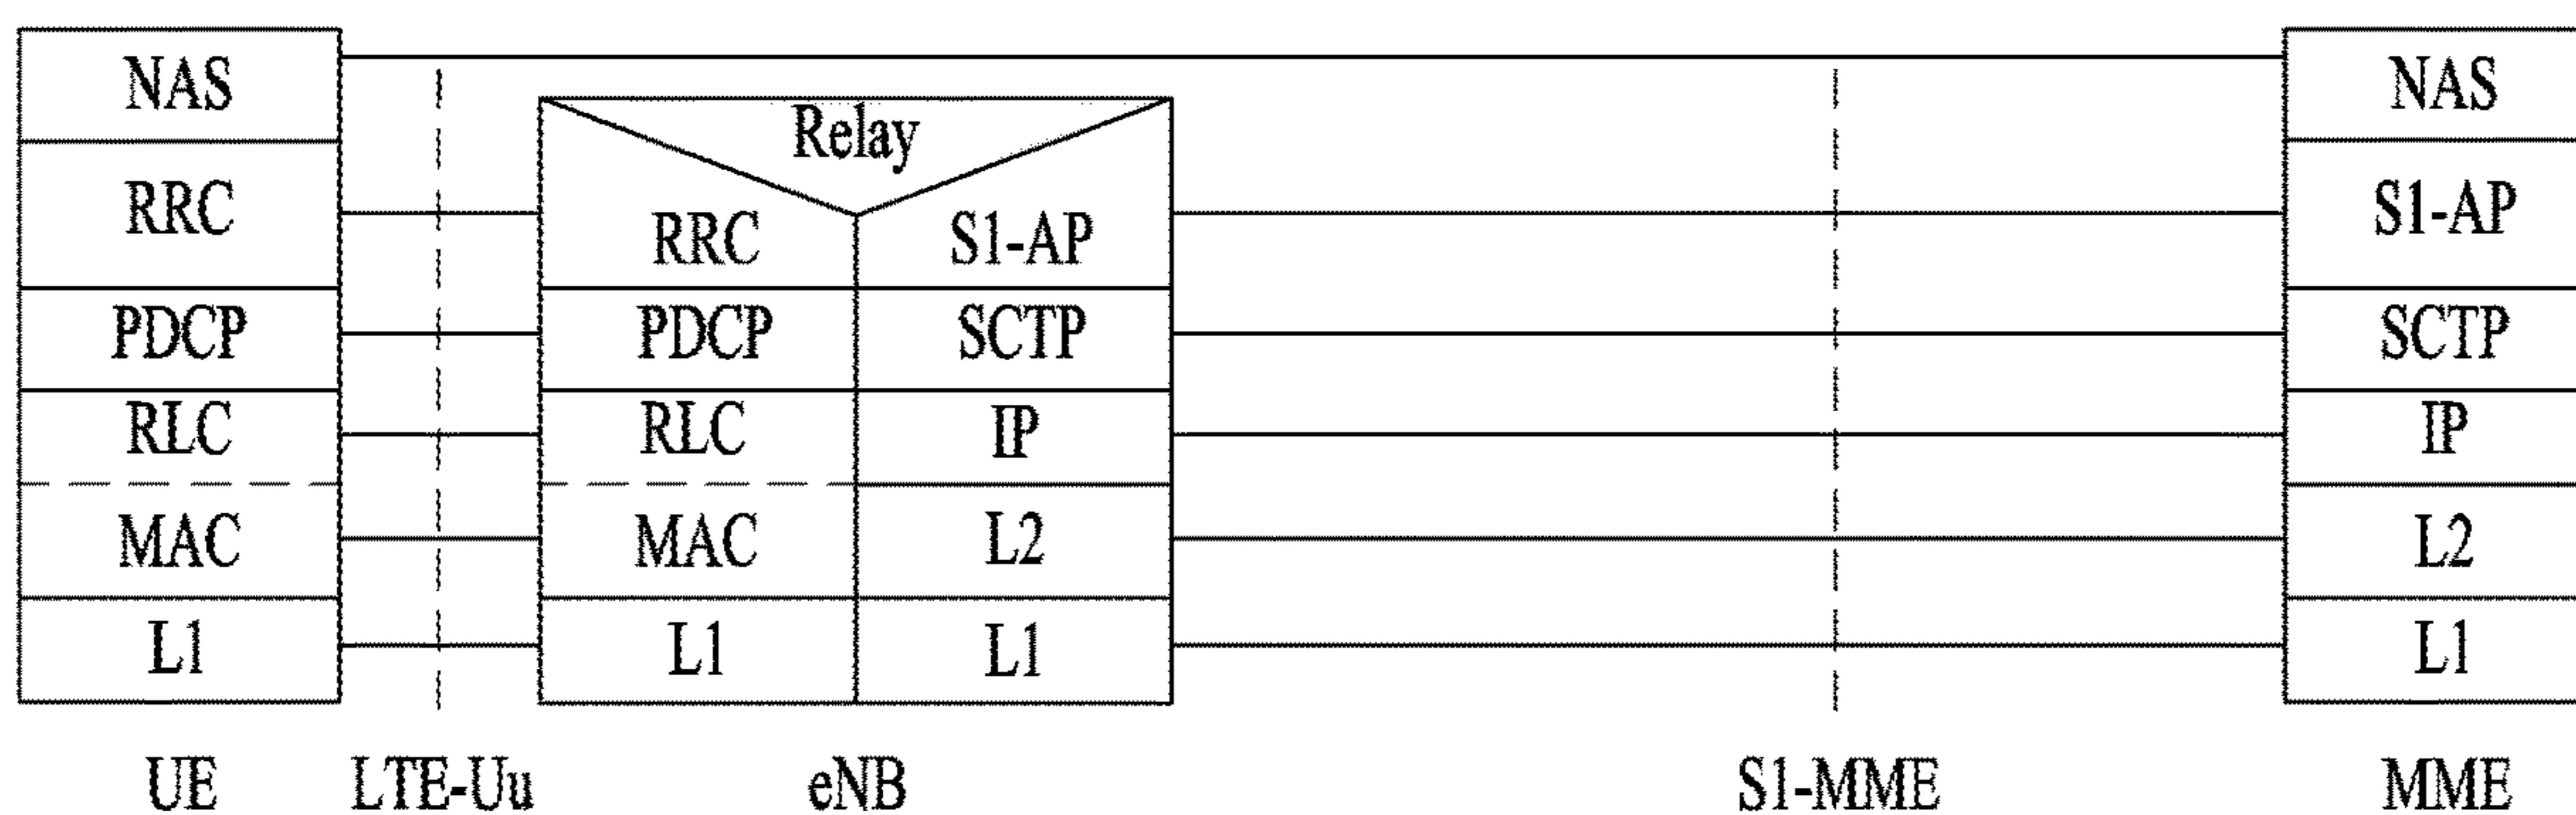 NAS
NAS
Relay
RRC
RRC
S1-AP
S1-AP
PDCP
PDCP
SCTP
SCTP
RLC
RLC
IP
IP
MAC
MAC
L2
L2
L1
L1
L1
L1
UE
LTE-Uu
eNB
S1-MME
MME